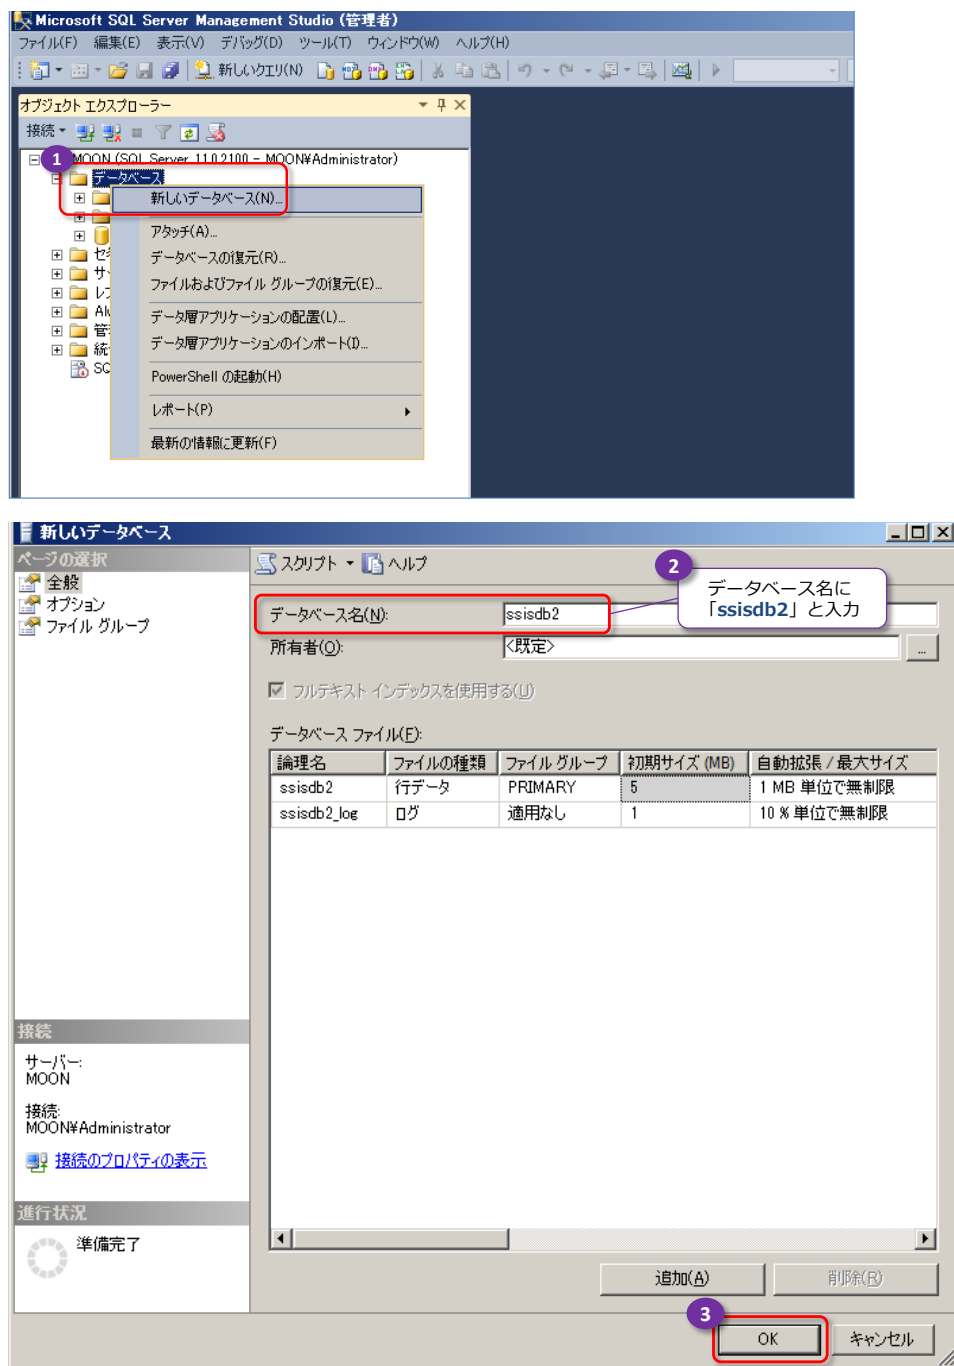 Microsoft SQL Server Management Studio (管理者)
ファイル(F) 編集(E) 表示(V) デバッグ(D) ツール(T) ウィンドウ(W) ヘルプ(H)
新しいクエリ(N)
オブジェクト エクスプローラー
接続
1
MOON (SQL Server 11.0.2100 - MOON¥Administrator)
データベース
新しいデータベース(N)...
アタッチ(A)...
データベースの復元(R)...
ファイルおよびファイル グループの復元(E)...
データ層アプリケーションの配置(L)...
データ層アプリケーションのインポート(I)...
PowerShell の起動(H)
レポート(P)
最新の情報に更新(F)
セ
サ
レ
Al
管
統
SQ
新しいデータベース
ページの選択
全般
オプション
ファイル グループ
スクリプト ヘルプ
2
データベース名に
「ssisdb2」と入力
データベース名(N): ssisdb2
所有者(O): <既定> ...
フルテキスト インデックスを使用する(U)
データベース ファイル(F):
論理名 ファイルの種類 ファイル グループ 初期サイズ (MB) 自動拡張 / 最大サイズ
ssisdb2 行データ PRIMARY 5 1 MB 単位で無制限
ssisdb2_log ログ 適用なし 1 10 % 単位で無制限
接続
サーバー:
MOON
接続:
MOON¥Administrator
接続のプロパティの表示
進行状況
準備完了
追加(A) 削除(R)
3
OK キャンセル